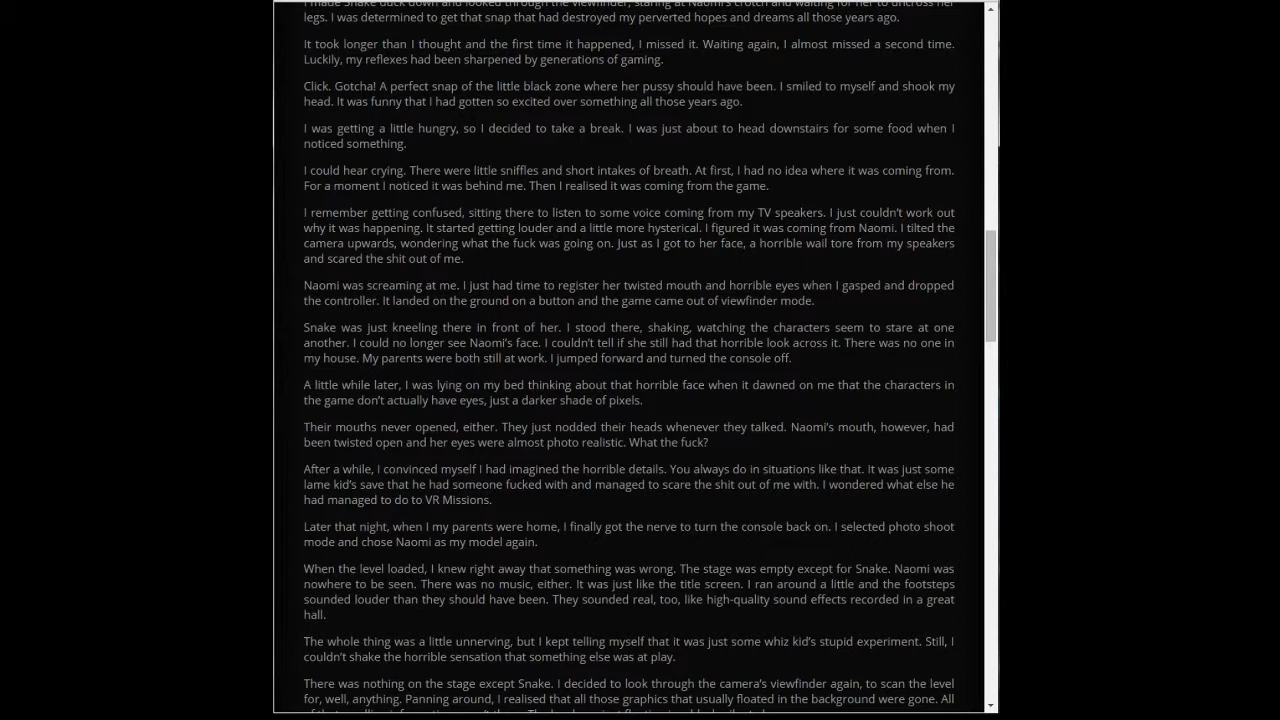 I made Snake duck down and looked through the viewfinder, staring at Naomi's crotch and waiting for her to uncross her
legs. I was determined to get that snap that had destroyed my perverted hopes and dreams all those years ago.
It took longer than I thought and the first time it happened, I missed it. Waiting again, I almost missed a second time.
Luckily, my reflexes had been sharpened by generations of gaming.
Click. Gotcha! A perfect snap of the little black zone where her pussy should have been. I smiled to myself and shook my
head. It was funny that I had gotten so excited over something all those years ago.
I was getting a little hungry, so I decided to take a break. I was just about to head downstairs for some food when I
noticed something.
I could hear crying. There were little sniffles and short intakes of breath. At first, I had no idea where it was coming from.
For a moment I noticed it was behind me. Then I realised it was coming from the game.
I remember getting confused, sitting there to listen to some voice coming from my TV speakers. I just couldn't work out
why it was happening. It started getting louder and a little more hysterical. I figured it was coming from Naomi. I tilted the
camera upwards, wondering what the fuck was going on. Just as I got to her face, a horrible wail tore from my speakers
and scared the shit out of me.
Naomi was screaming at me. I just had time to register her twisted mouth and horrible eyes when I gasped and dropped
the controller. It landed on the ground on a button and the game came out of viewfinder mode.
Snake was just kneeling there in front of her. I stood there, shaking, watching the characters seem to stare at one
another. I could no longer see Naomi's face. I couldn't tell if she still had that horrible look across it. There was no one in
my house. My parents were both still at work. I jumped forward and turned the console off.
A little while later, I was lying on my bed thinking about that horrible face when it dawned on me that the characters in
the game don't actually have eyes, just a darker shade of pixels.
Their mouths never opened, either. They just nodded their heads whenever they talked. Naomi's mouth, however, had
been twisted open and her eyes were almost photo realistic. What the fuck?
After a while, I convinced myself I had imagined the horrible details. You always do in situations like that. It was just some
lame kid's save that he had someone fucked with and managed to scare the shit out of me with. I wondered what else he
had managed to do to VR Missions.
Later that night, when I my parents were home, I finally got the nerve to turn the console back on. I selected photo shoot
mode and chose Naomi as my model again.
When the level loaded, I knew right away that something was wrong. The stage was empty except for Snake. Naomi was
nowhere to be seen. There was no music, either. It was just like the title screen. I ran around a little and the footsteps
sounded louder than they should have been. They sounded real, too, like high-quality sound effects recorded in a great
hall.
The whole thing was a little unnerving, but I kept telling myself that it was just some whiz kid's stupid experiment. Still, I
couldn't shake the horrible sensation that something else was at play.
There was nothing on the stage except Snake. I decided to look through the camera's viewfinder again, to scan the level
for, well, anything. Panning around, I realised that all those graphics that usually floated in the background were gone. All